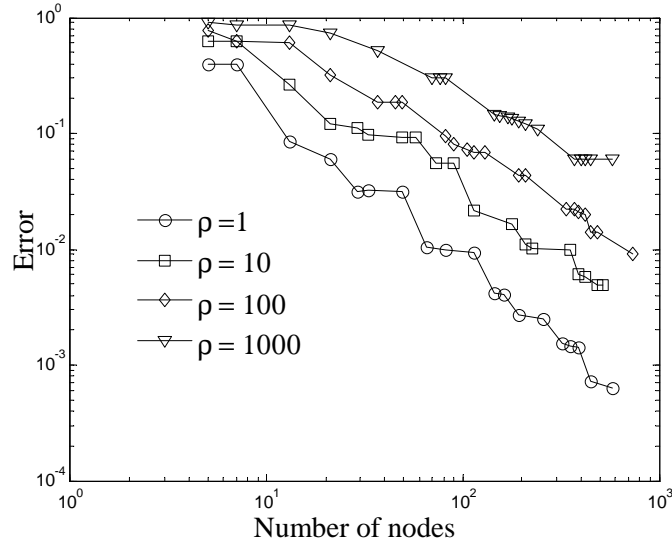 10^0
10^-1
10^-2
10^-3
10^-4
Error
ρ =1
ρ = 10
ρ = 100
ρ = 1000
10^0
10^1
10^2
10^3
Number of nodes